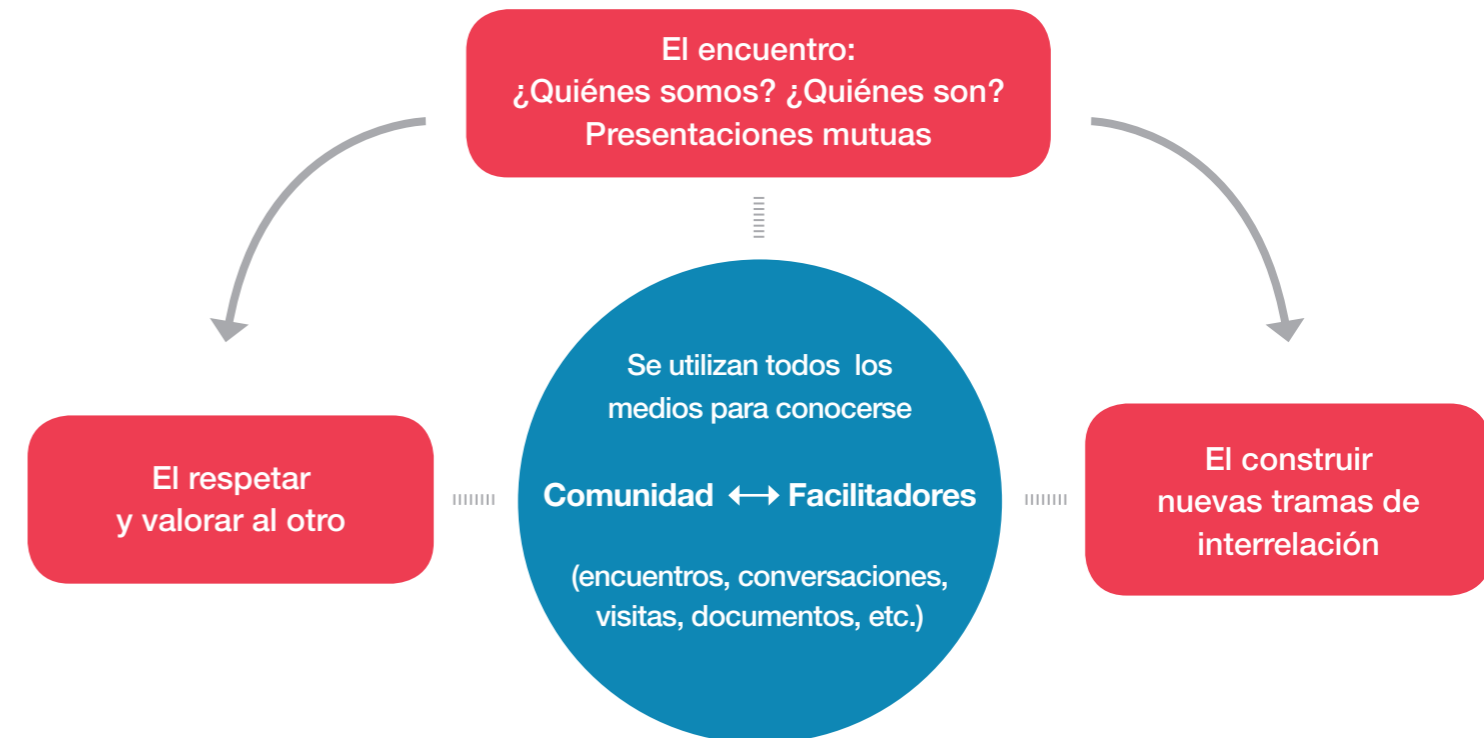 El encuentro:
¿Quiénes somos? ¿Quiénes son?
Presentaciones mutuas
Se utilizan todos los
medios para conocerse
Comunidad ⟷ Facilitadores
(encuentros, conversaciones,
visitas, documentos, etc.)
El respetar
y valorar al otro
El construir
nuevas tramas de
interrelación